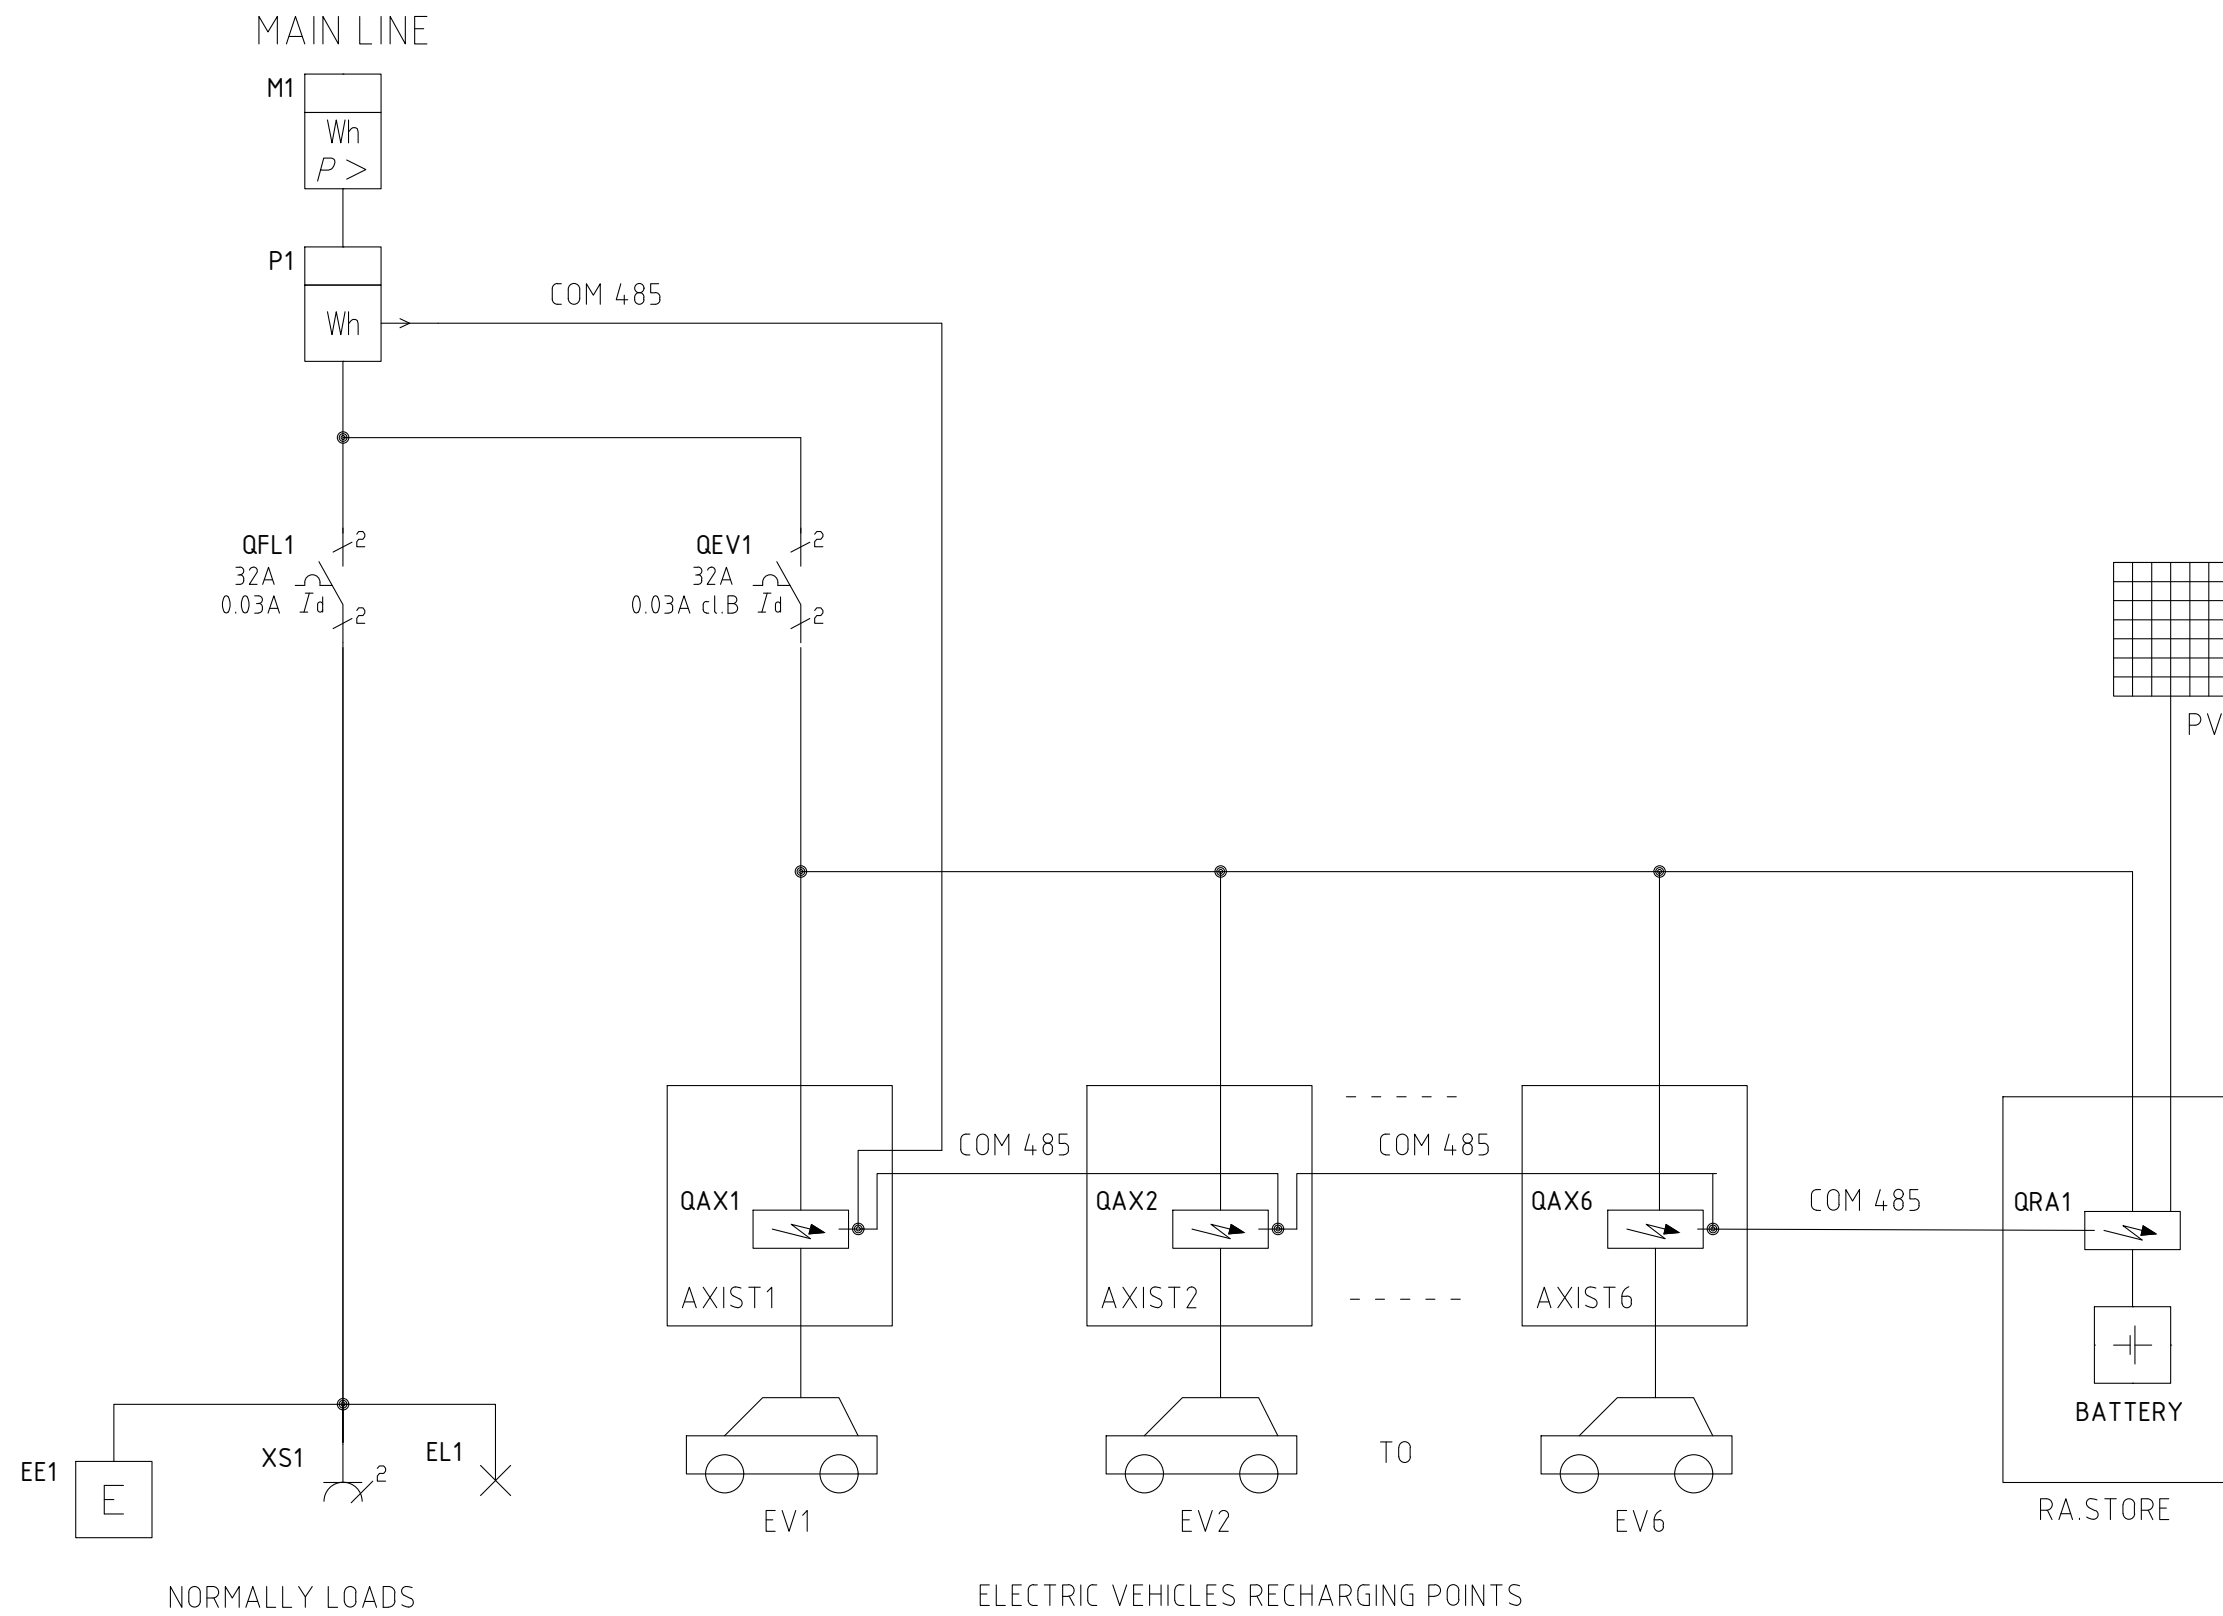 MAIN LINE
M1
Wh
P >
P1
Wh
COM 485
QFL1
32A
0.03A Id
2
2
QEV1
32A
0.03A cl.B Id
2
2
PV
COM 485
COM 485
COM 485
QAX1
QAX2
QAX6
QRA1
AXIST1
AXIST2
AXIST6
BATTERY
EE1
E
XS1
2
EL1
TO
EV1
EV2
EV6
RA.STORE
NORMALLY LOADS
ELECTRIC VEHICLES RECHARGING POINTS